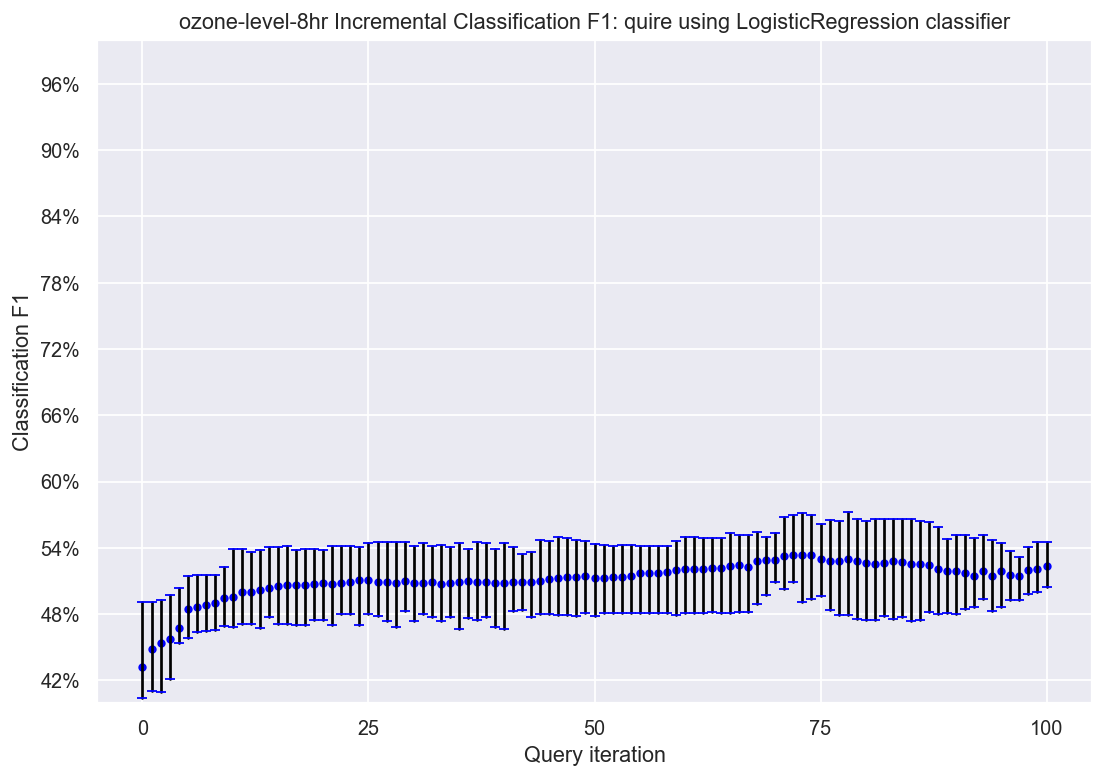 ozone-level-8hr Incremental Classification F1: quire using LogisticRegression classifier
96%
90%
84%
78%
72%
66%
60%
54%
48%
42%
Classification F1
0 25 50 75 100
Query iteration